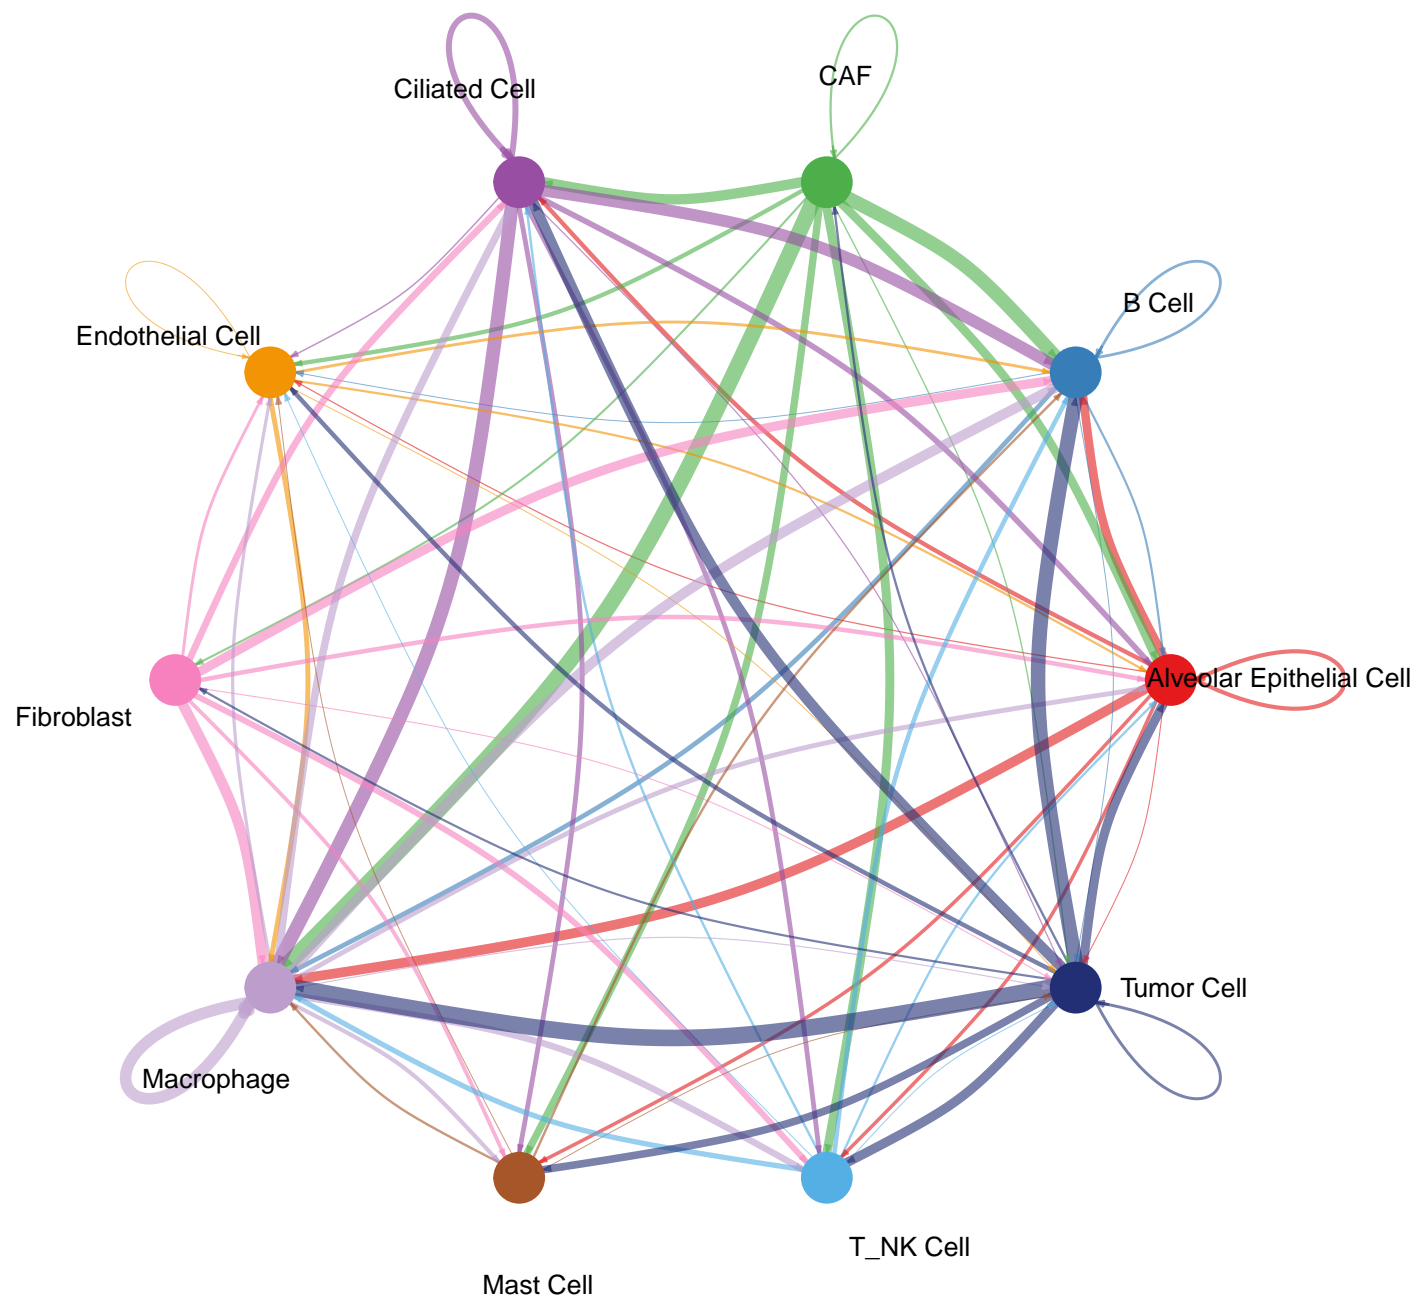 CAF
Ciliated Cell
B Cell
Endothelial Cell
Alveolar Epithelial Cell
Fibroblast
Tumor Cell
Macrophage
T_NK Cell
Mast Cell